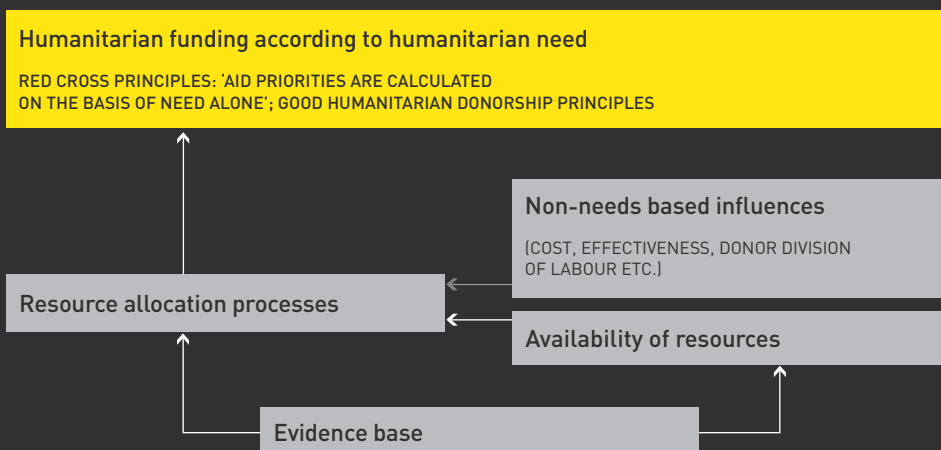 Humanitarian funding according to humanitarian need
RED CROSS PRINCIPLES: ‘AID PRIORITIES ARE CALCULATED
ON THE BASIS OF NEED ALONE’; GOOD HUMANITARIAN DONORSHIP PRINCIPLES
Non-needs based influences
(COST, EFFECTIVENESS, DONOR DIVISION
OF LABOUR ETC.)
Resource allocation processes
Availability of resources
Evidence base